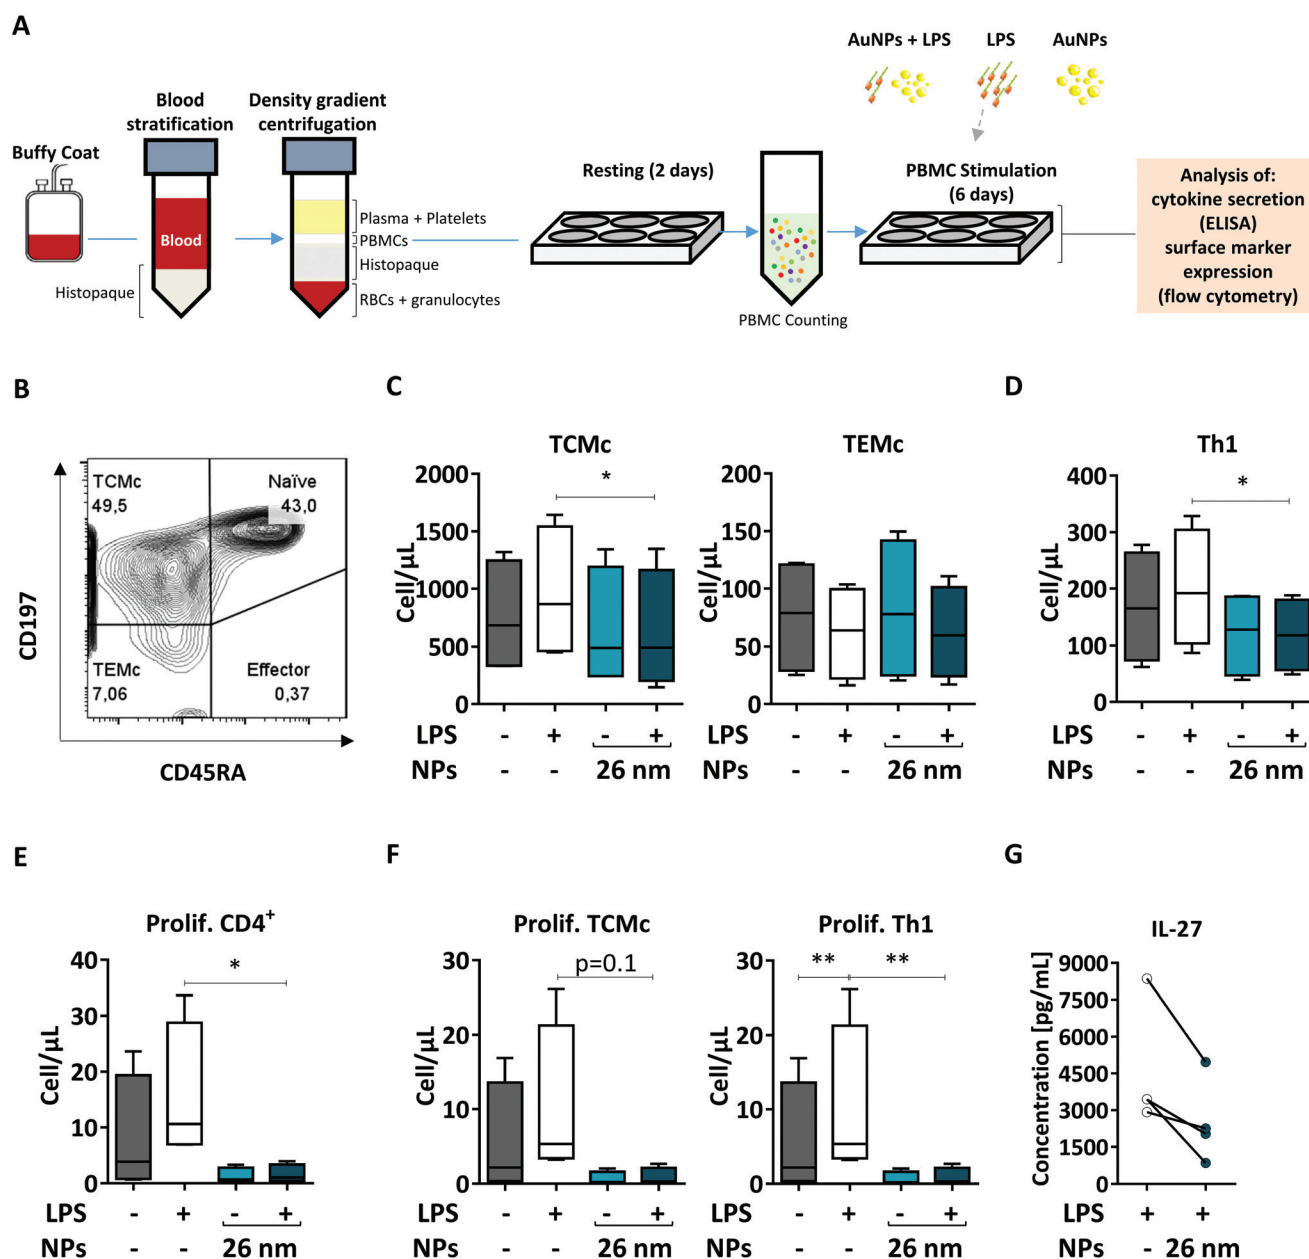 A
AuNPs + LPS
LPS
AuNPs
Blood
stratification
Density gradient
centrifugation
Buffy Coat
Blood
Histopaque
Plasma + Platelets
PBMCs
Histopaque
RBCs + granulocytes
Resting (2 days)
PBMC Counting
PBMC Stimulation
(6 days)
Analysis of:
cytokine secretion
(ELISA)
surface marker
expression
(flow cytometry)
B
TCMc
49,5
Naïve
43,0
TEMc
7,06
Effector
0,37
CD197
CD45RA
C
TCMc
Cell/µL
2000
1500
1000
500
0
*
LPS - + - +
NPs - - 26 nm
TEMc
Cell/µL
200
150
100
50
0
LPS - + - +
NPs - - 26 nm
D
Th1
Cell/µL
400
300
200
100
0
*
LPS - + - +
NPs - - 26 nm
E
Prolif. CD4+
Cell/µL
40
30
20
10
0
*
LPS - + - +
NPs - - 26 nm
F
Prolif. TCMc
Cell/µL
30
20
10
0
p=0.1
LPS - + - +
NPs - - 26 nm
Prolif. Th1
Cell/µL
30
20
10
0
** **
LPS - + - +
NPs - - 26 nm
G
IL-27
Concentration [pg/mL]
9000
7500
6000
4500
3000
1500
0
LPS + +
NPs - 26 nm